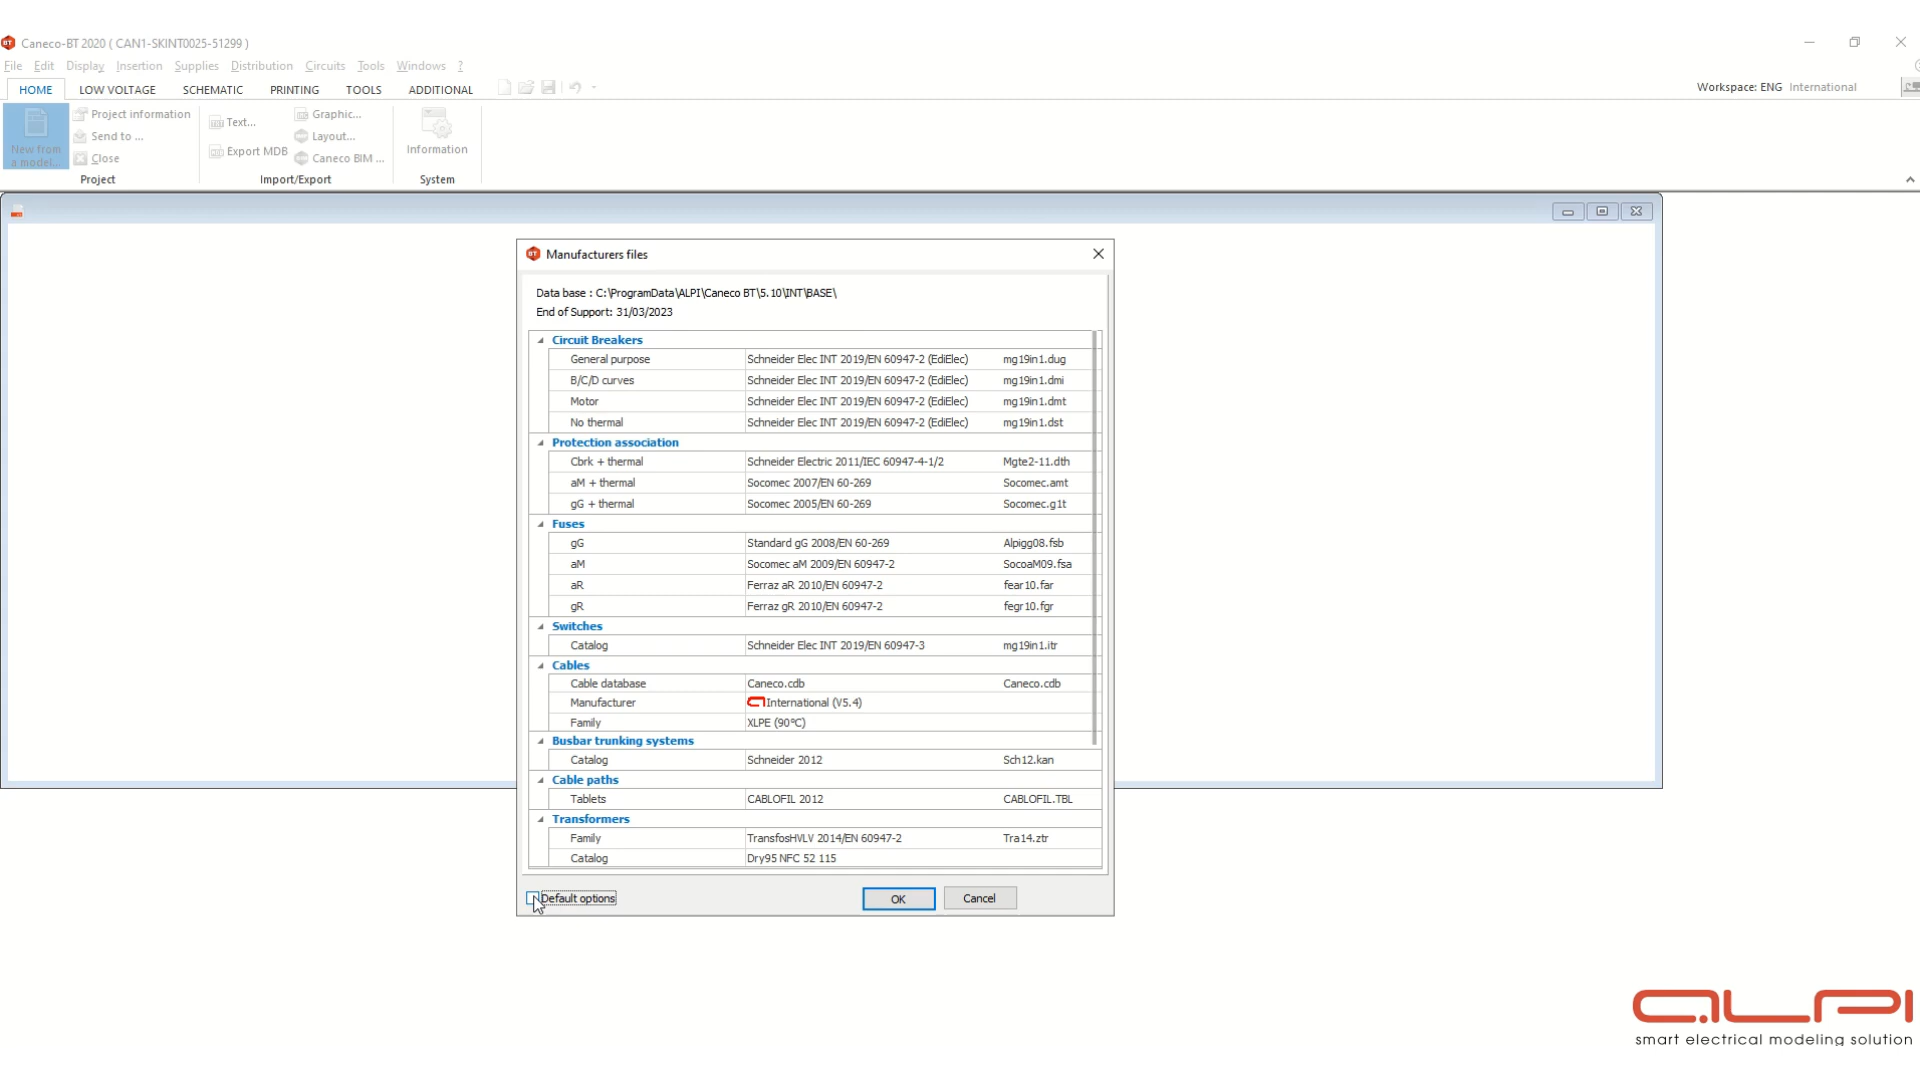 Caneco-BT 2020 ( CAN1-SKINT0025-51299 )
File Edit Display Insertion Supplies Distribution Circuits Tools Windows ?
HOME LOW VOLTAGE SCHEMATIC PRINTING TOOLS ADDITIONAL
Workspace: ENG International
New from a model...
Project information
Send to ...
Close
Project
Text...
Export MDB
Graphic...
Layout...
Caneco BIM ...
Import/Export
Information
System
Manufacturers files
Data base : C:\ProgramData\ALPI\Caneco BT\5.10\INT\BASE\
End of Support: 31/03/2023
Circuit Breakers
General purpose Schneider Elec INT 2019/EN 60947-2 (EdiElec) mg19in1.dug
B/C/D curves Schneider Elec INT 2019/EN 60947-2 (EdiElec) mg19in1.dmi
Motor Schneider Elec INT 2019/EN 60947-2 (EdiElec) mg19in1.dmt
No thermal Schneider Elec INT 2019/EN 60947-2 (EdiElec) mg19in1.dst
Protection association
Cbrk + thermal Schneider Electric 2011/IEC 60947-4-1/2 Mgte2-11.dth
aM + thermal Socomec 2007/EN 60-269 Socomec.amt
gG + thermal Socomec 2005/EN 60-269 Socomec.g1t
Fuses
gG Standard gG 2008/EN 60-269 Alpigg08.fsb
aM Socomec aM 2009/EN 60947-2 SocoaM09.fsa
aR Ferraz aR 2010/EN 60947-2 fear10.far
gR Ferraz gR 2010/EN 60947-2 fegr10.fgr
Switches
Catalog Schneider Elec INT 2019/EN 60947-3 mg19in1.itr
Cables
Cable database Caneco.cdb Caneco.cdb
Manufacturer International (V5.4)
Family XLPE (90°C)
Busbar trunking systems
Catalog Schneider 2012 Sch12.kan
Cable paths
Tablets CABLOFIL 2012 CABLOFIL.TBL
Transformers
Family TransfosHVLV 2014/EN 60947-2 Tra14.ztr
Catalog Dry95 NFC 52 115
Default options OK Cancel
ALPI
smart electrical modeling solution